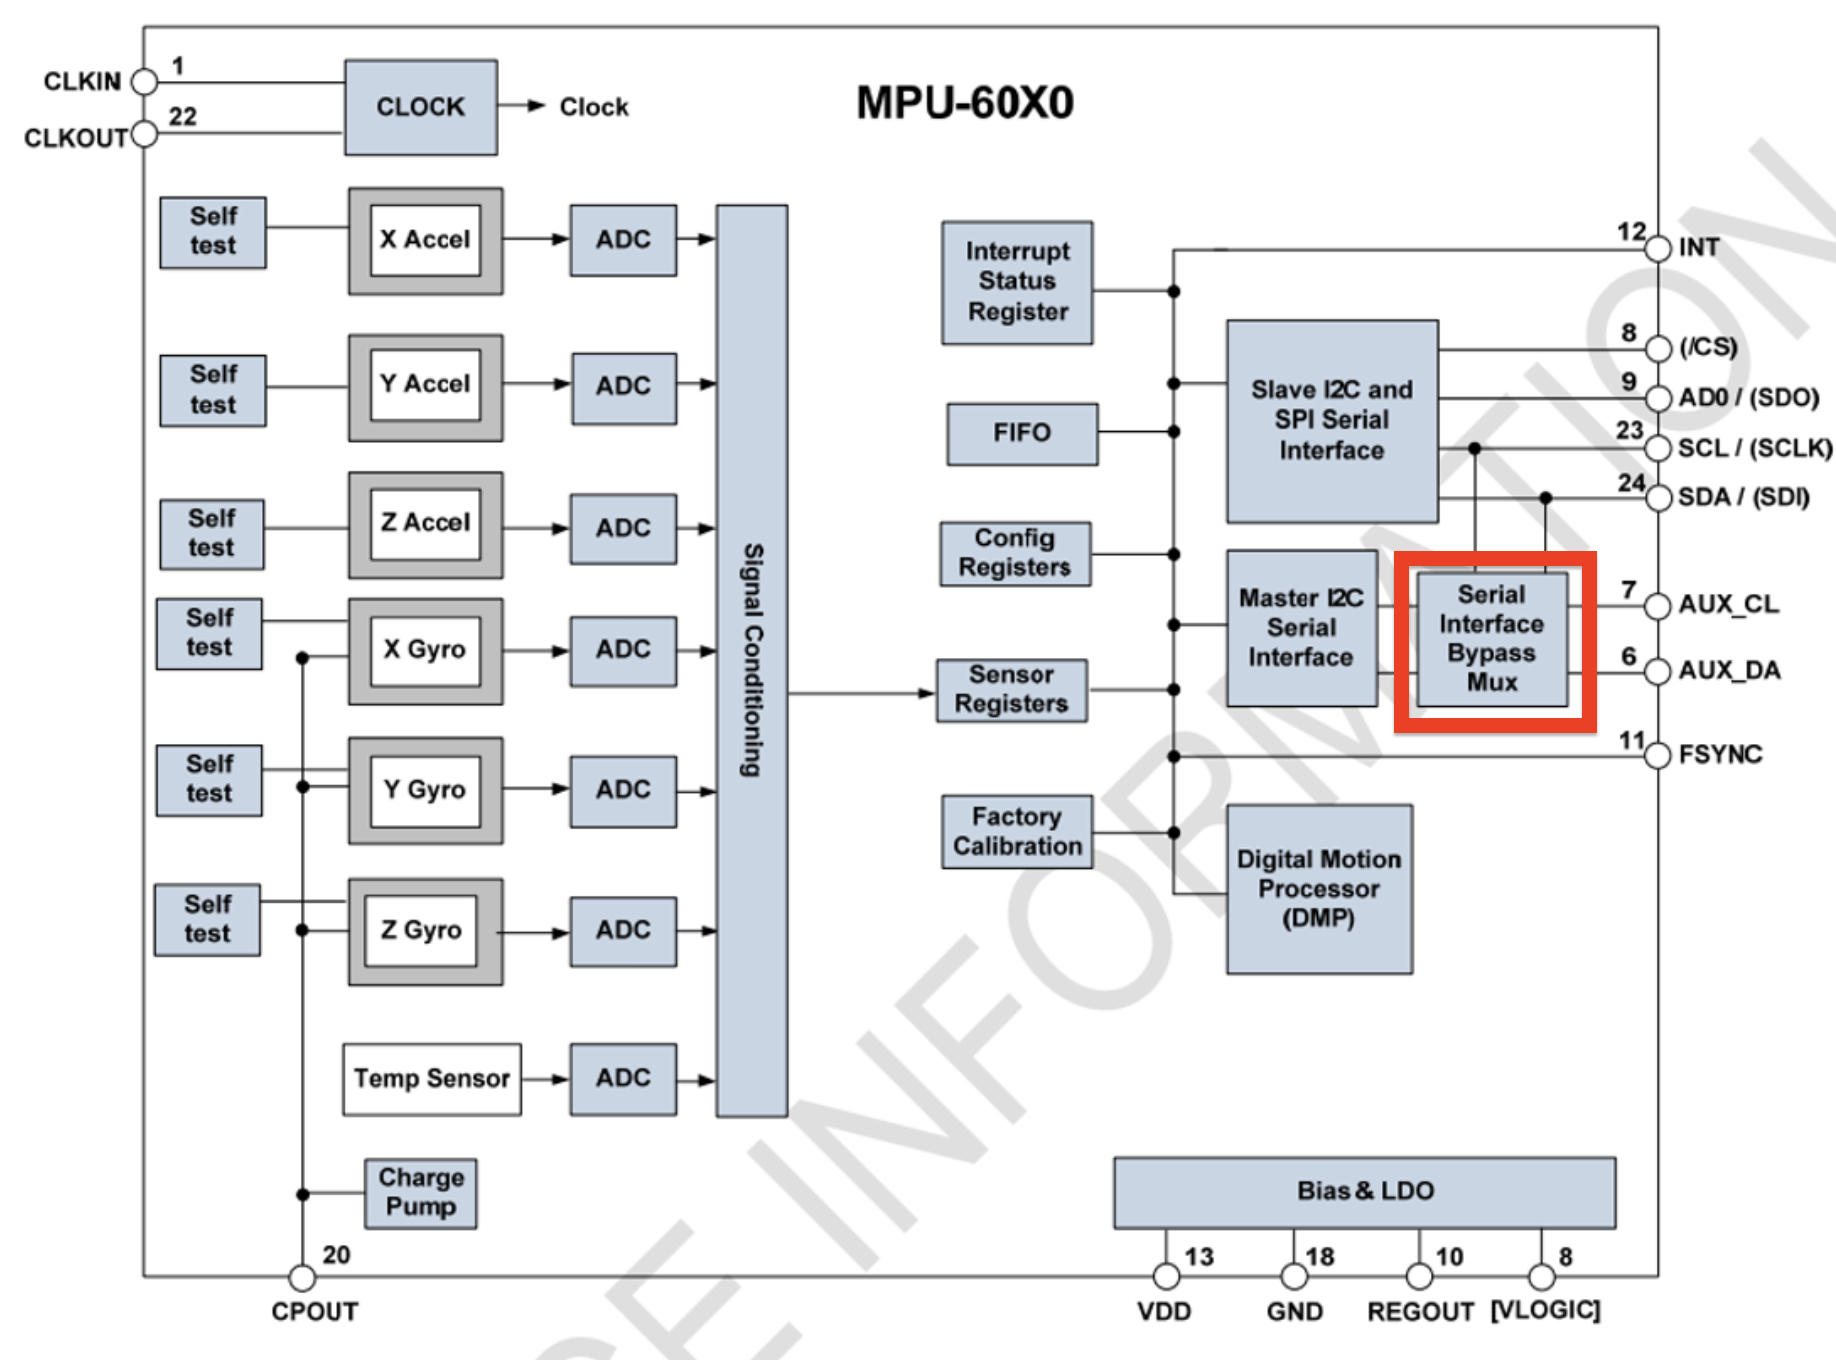 MPU-60X0
CLKIN
1
CLKOUT
22
CLOCK
Clock
Self
test
X Accel
ADC
Self
test
Y Accel
ADC
Self
test
Z Accel
ADC
Self
test
X Gyro
ADC
Self
test
Y Gyro
ADC
Self
test
Z Gyro
ADC
Temp Sensor
ADC
Charge
Pump
20
CPOUT
Signal Conditioning
Interrupt
Status
Register
FIFO
Config
Registers
Sensor
Registers
Factory
Calibration
Slave I2C and
SPI Serial
Interface
Master I2C
Serial
Interface
Serial
Interface
Bypass
Mux
Digital Motion
Processor
(DMP)
12
INT
8
(/CS)
9
AD0 / (SDO)
23
SCL / (SCLK)
24
SDA / (SDI)
7
AUX_CL
6
AUX_DA
11
FSYNC
Bias & LDO
13
VDD
18
GND
10
REGOUT
8
[VLOGIC]
E INFORMATION